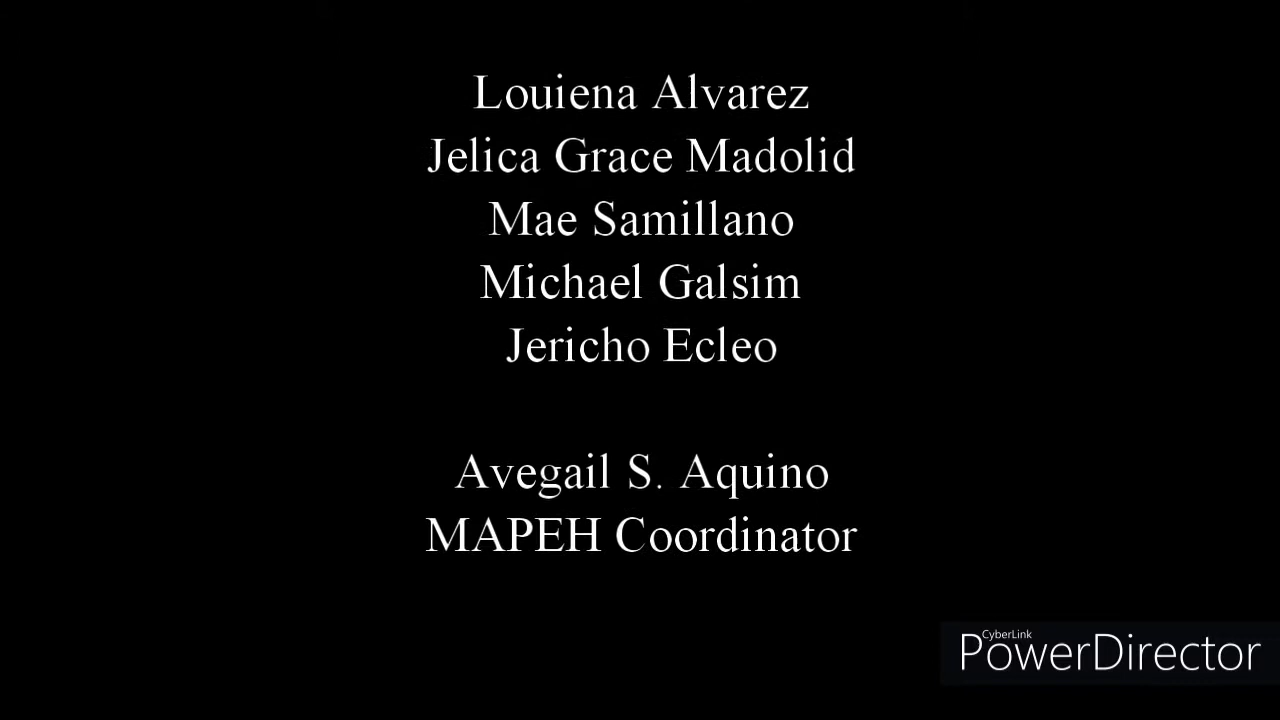 Louiena Alvarez
Jelica Grace Madolid
Mae Samillano
Michael Galsim
Jericho Ecleo
Avegail S. Aquino
MAPEH Coordinator
CyberLink
PowerDirector